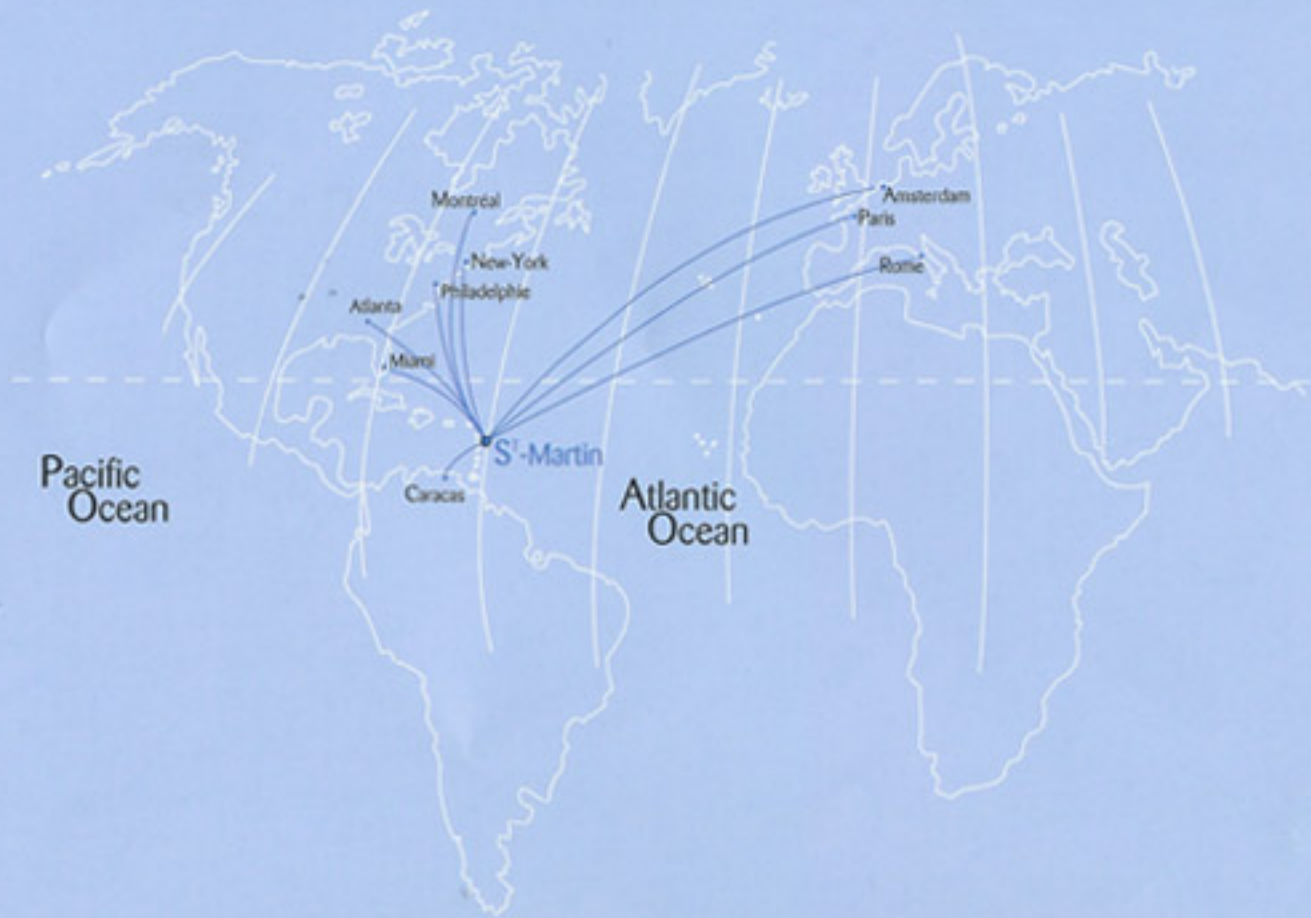 Montréal
New-York
Philadelphie
Atlanta
Miami
Amsterdam
Paris
Rome
Sᵀ-Martin
Caracas
Pacific
Ocean
Atlantic
Ocean